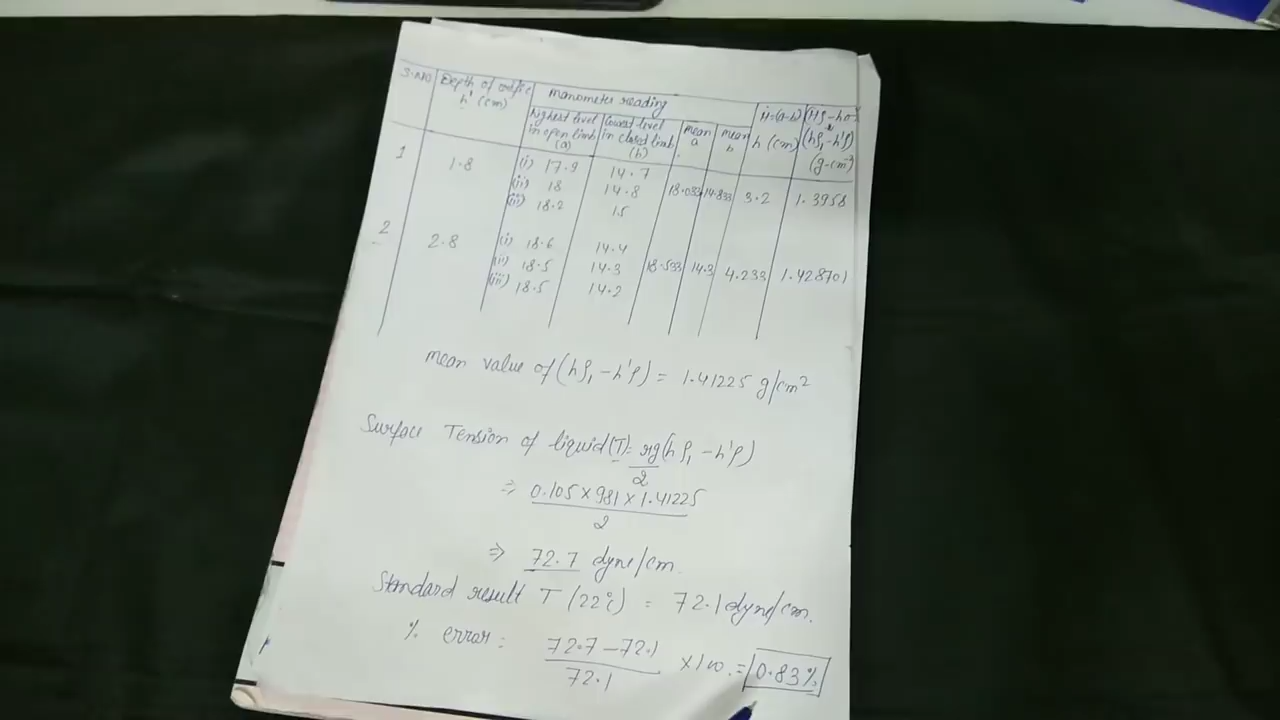 S.NO Depth of orifice h' (cm) Manometer reading H=(a-b) h (cm) (Hρ-hσ) (hρ₁-h'ρ) (g-cm⁻²)
highest level in open limb (a) lowest level in closed limb (b) mean a mean b
1 1.8 (i) 17.9 14.7
(ii) 18 14.8 18.033 14.833 3.2 1.3958
(iii) 18.2 15
2 2.8 (i) 18.6 14.4
(ii) 18.5 14.3 18.533 14.3 4.233 1.428701
(iii) 18.5 14.2
mean value of (hρ₁-h'ρ) = 1.41225 g/cm²
Surface Tension of liquid (T) = rg(hρ₁-h'ρ)
2
⇒ 0.105 × 981 × 1.41225
2
⇒ 72.7 dyne/cm.
Standard result T (22°c) = 72.1 dyne/cm.
% error = 72.7 - 72.1 × 100 = 0.83%
72.1